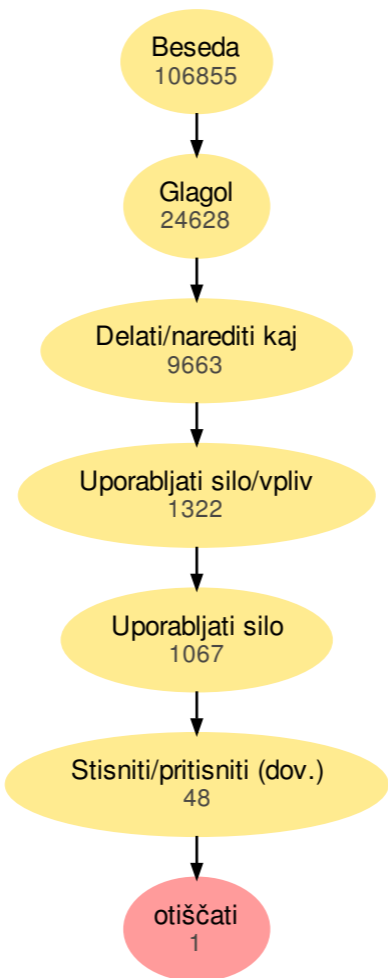 Beseda
106855
Glagol
24628
Delati/narediti kaj
9663
Uporabljati silo/vpliv
1322
Uporabljati silo
1067
Stisniti/pritisniti (dov.)
48
otiščati
1